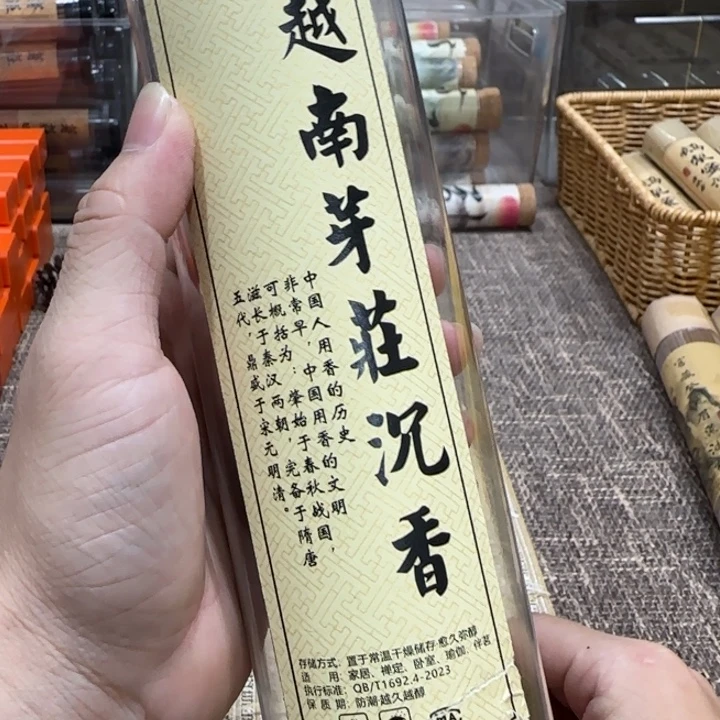 越南芽莊沉香
中国人用香的历史
非常早，中国用香的文明
可概括为：肇始于春秋战国，
滋长于秦汉两朝，完备于隋唐
五代，鼎盛于宋元明清。
存储方式：置于常温干燥储存·愈久弥醇
适 用：家居、禅定、卧室、瑜伽、伴茗
执行标准：QB/T1692.4-2023
保 质 期：防潮·越久越醇